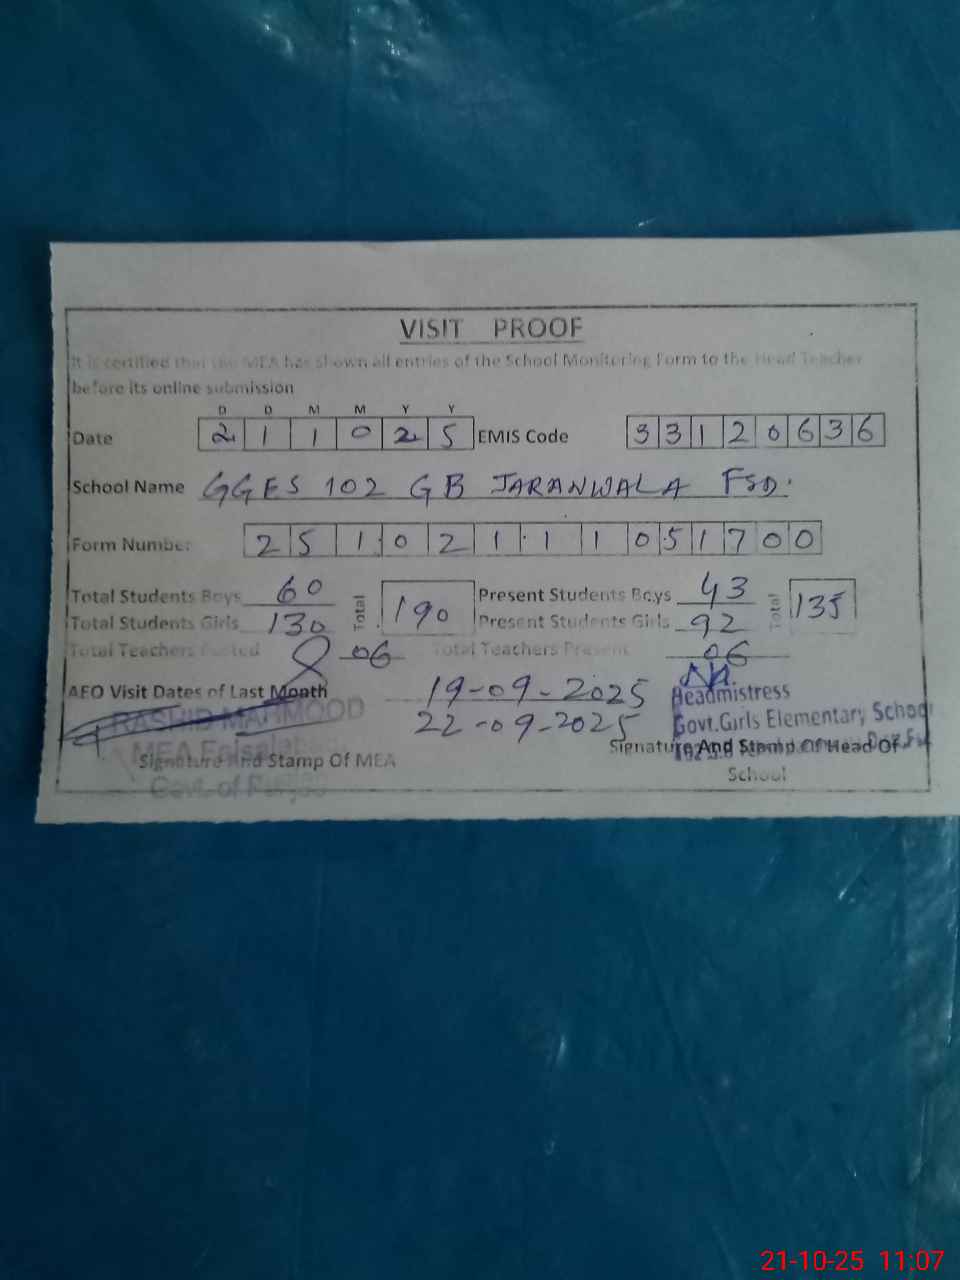 VISIT PROOF
It is certified that the MEA has shown all entries of the School Monitoring Form to the Head Teacher
before its online submission
D D M M Y Y
Date 2 1 1 0 2 5 EMIS Code 3 3 1 2 0 6 3 6
School Name GGES 102 GB JARANWALA FSD.
Form Number 2 5 1 0 2 1 1 1 0 5 1 7 0 0
Total Students Boys 60 Total 190 Present Students Boys 43 Total 135
Total Students Girls 130 Present Students Girls 92
Total Teachers Posted 06 Total Teachers Present 06
AEO Visit Dates of Last Month 19-09-2025 Headmistress
RASHID MAHMOOD 22-09-2025 Govt.Girls Elementary School
MEA Faisalabad Signature And Stamp Of Head Of
Signature And Stamp Of MEA School
Govt. of Punjab
21-10-25 11:07